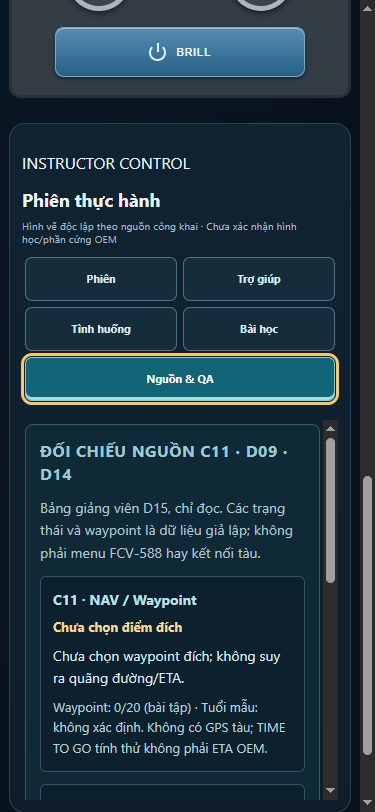 BRILL
INSTRUCTOR CONTROL
Phiên thực hành
Hình vẽ độc lập theo nguồn công khai · Chưa xác nhận hình
học/phần cứng OEM
Phiên
Trợ giúp
Tình huống
Bài học
Nguồn & QA
ĐỐI CHIẾU NGUỒN C11 · D09 ·
D14
Bảng giảng viên D15, chỉ đọc. Các trạng
thái và waypoint là dữ liệu giả lập; không
phải menu FCV-588 hay kết nối tàu.
C11 · NAV / Waypoint
Chưa chọn điểm đích
Chưa chọn waypoint đích; không suy
ra quãng đường/ETA.
Waypoint: 0/20 (bài tập) · Tuổi mẫu:
không xác định. Không có GPS tàu; TIME
TO GO tính thử không phải ETA OEM.